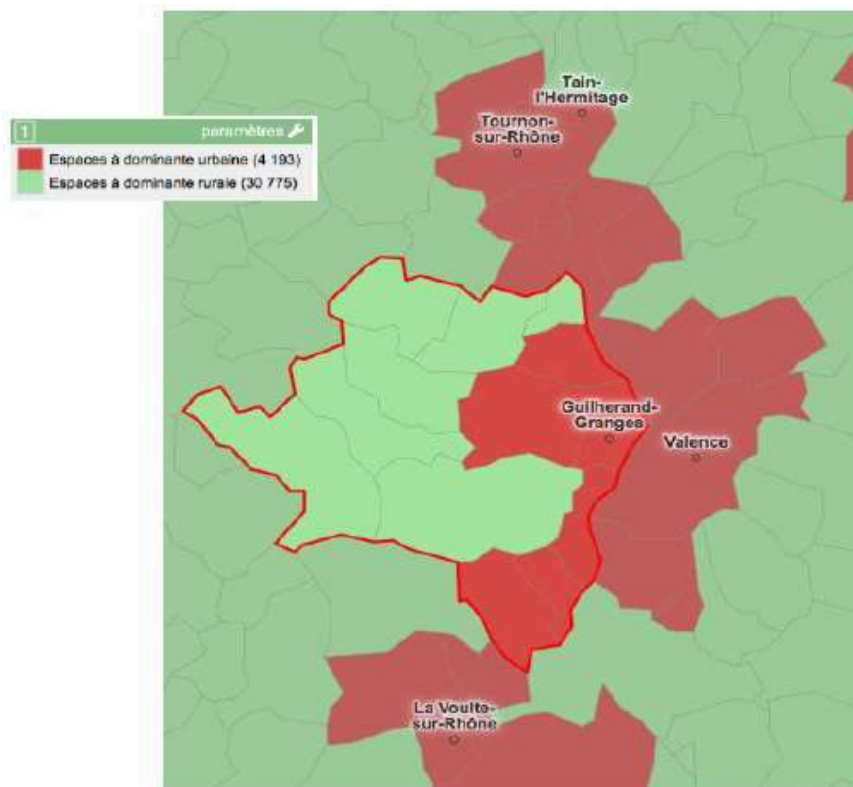 Tain-
l'Hermitage
Tournon-
sur-Rhône
1 paramètres
Espaces à dominante urbaine (4 193)
Espaces à dominante rurale (30 775)
Guilherand-
Granges
Valence
La Voulte-
sur-Rhône